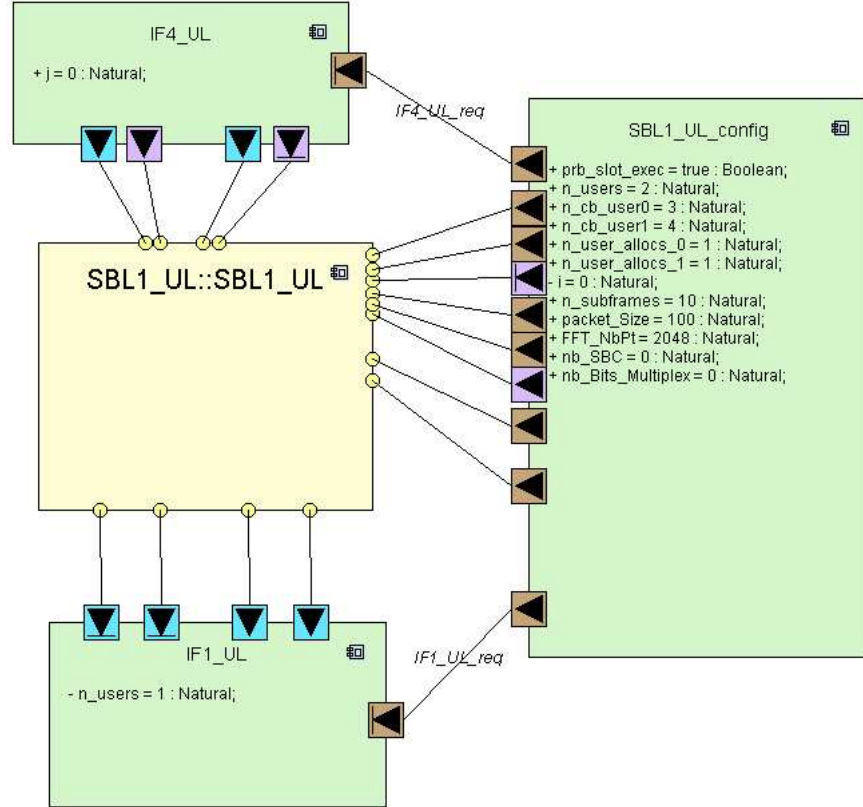 IF4_UL
+ j = 0 : Natural;
IF4_UL_req
SBL1_UL_config
+ prb_slot_exec = true : Boolean;
+ n_users = 2 : Natural;
+ n_cb_user0 = 3 : Natural;
+ n_cb_user1 = 4 : Natural;
+ n_user_allocs_0 = 1 : Natural;
+ n_user_allocs_1 = 1 : Natural;
- i = 0 : Natural;
+ n_subframes = 10 : Natural;
+ packet_Size = 100 : Natural;
+ FFT_NbPt = 2048 : Natural;
+ nb_SBC = 0 : Natural;
+ nb_Bits_Multiplex = 0 : Natural;
SBL1_UL::SBL1_UL
IF1_UL
- n_users = 1 : Natural;
IF1_UL_req